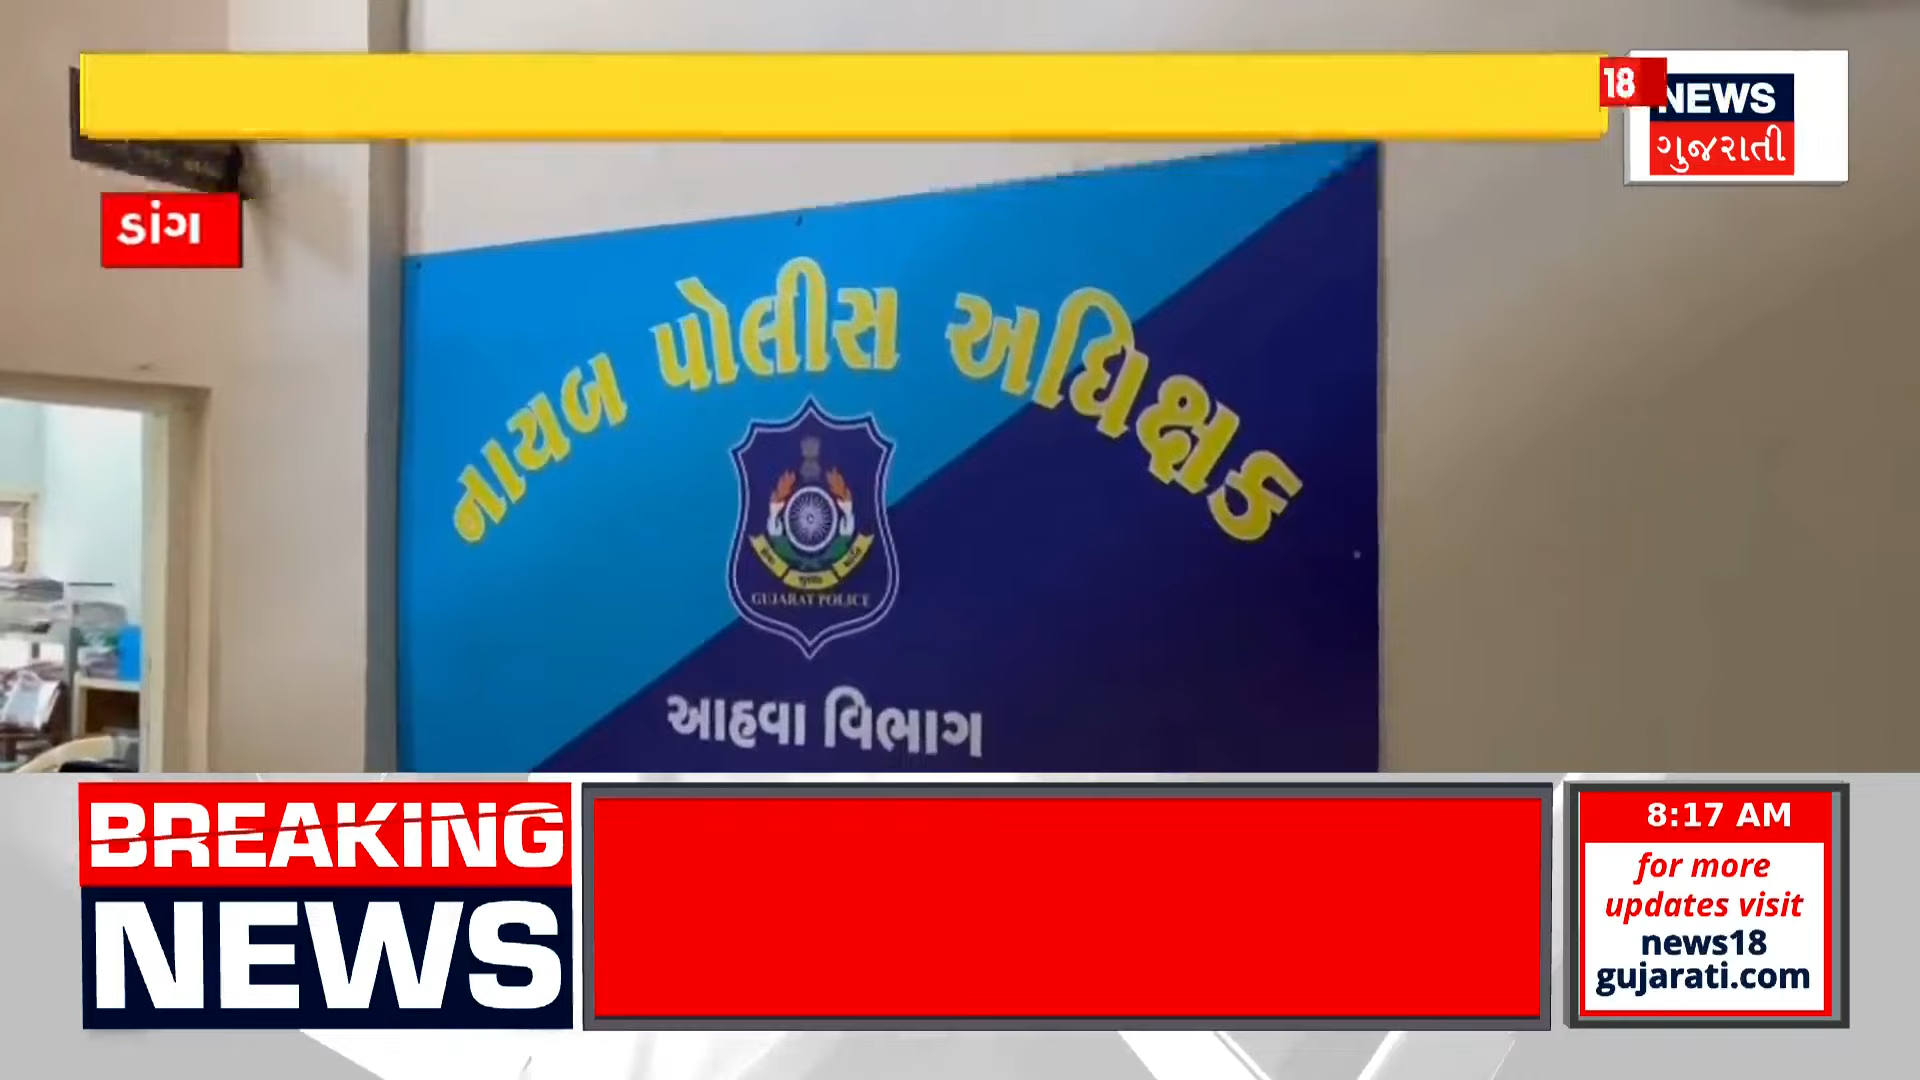 18
NEWS
ગુજરાતી
ડાંગ
નાયબ પોલીસ અધિક્ષક
GUJARAT POLICE
આહવા વિભાગ
BREAKING
NEWS
8:17 AM
for more
updates visit
news18
gujarati.com